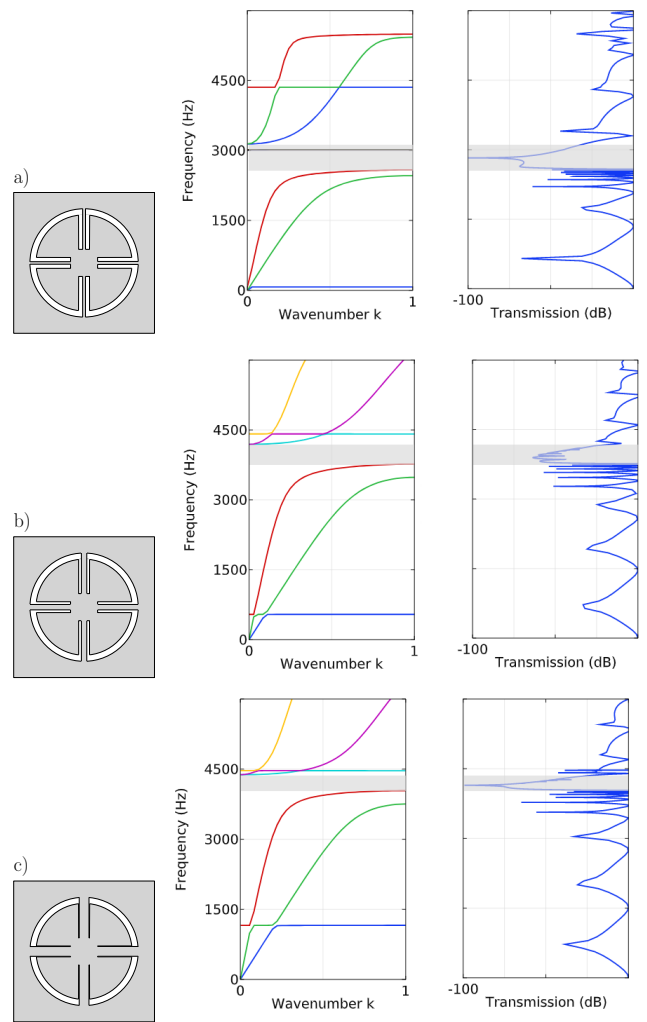 a)
Frequency (Hz)
4500
3000
1500
0
0
1
Wavenumber k
-100
Transmission (dB)
b)
Frequency (Hz)
4500
3000
1500
0
0
1
Wavenumber k
-100
Transmission (dB)
c)
Frequency (Hz)
4500
3000
1500
0
0
1
Wavenumber k
-100
Transmission (dB)